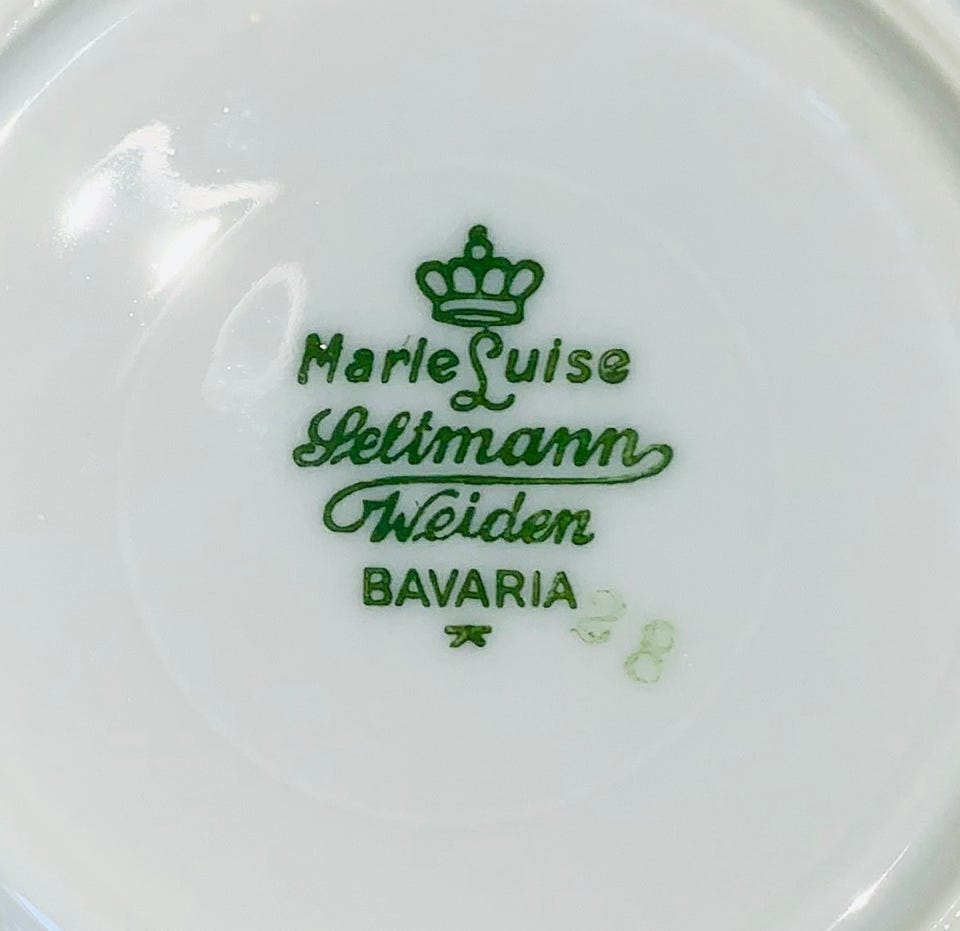 Marie Luise
Seltmann
Weiden
BAVARIA
28